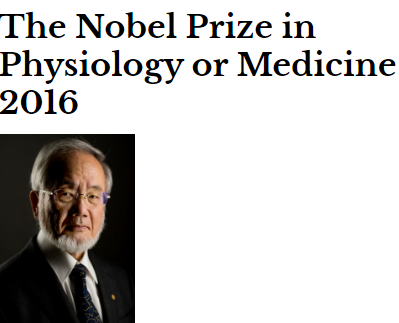 The Nobel Prize in
Physiology or Medicine
2016